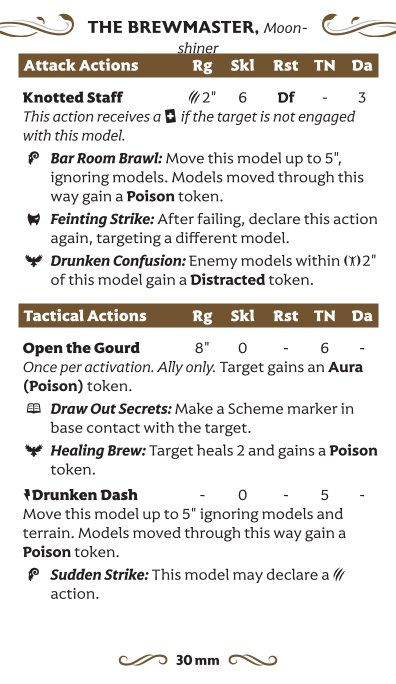 THE BREWMASTER, Moon-
shiner
Attack Actions Rg Skl Rst TN Da
Knotted Staff 2" 6 Df - 3
This action receives a if the target is not engaged
with this model.
Bar Room Brawl: Move this model up to 5",
ignoring models. Models moved through this
way gain a Poison token.
Feinting Strike: After failing, declare this action
again, targeting a different model.
Drunken Confusion: Enemy models within 2"
of this model gain a Distracted token.
Tactical Actions Rg Skl Rst TN Da
Open the Gourd 8" 0 - 6 -
Once per activation. Ally only. Target gains an Aura
(Poison) token.
Draw Out Secrets: Make a Scheme marker in
base contact with the target.
Healing Brew: Target heals 2 and gains a Poison
token.
Drunken Dash - 0 - 5 -
Move this model up to 5" ignoring models and
terrain. Models moved through this way gain a
Poison token.
Sudden Strike: This model may declare a
action.
30 mm